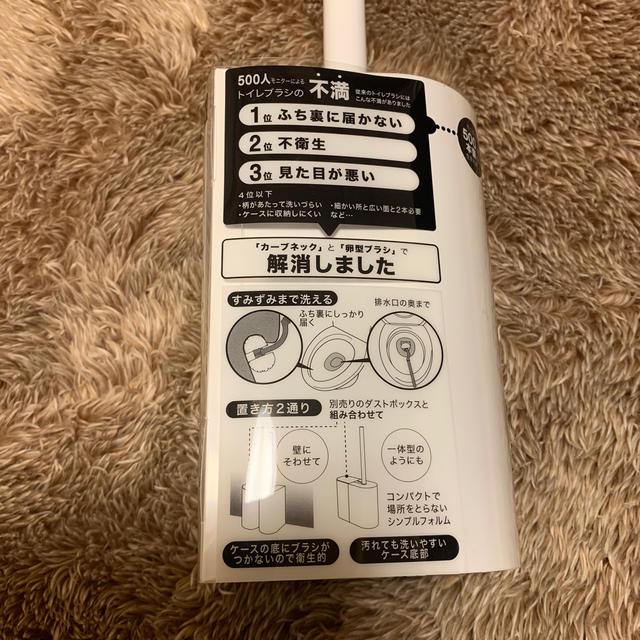 500人モニターによる
トイレブラシの 不満
従来のトイレブラシには
こんな不満がありました
1位 ふち裏に届かない
2位 不衛生
3位 見た目が悪い
4位以下
・柄があたって洗いづらい ・細かい所と広い面と2本必要
・ケースに収納しにくい など…
「カーブネック」と「卵型ブラシ」で
解消しました
すみずみまで洗える
ふち裏にしっかり
届く
排水口の奥まで
置き方2通り
別売りのダストボックスと
組み合わせて
壁に
そわせて
一体型の
ようにも
コンパクトで
場所をとらない
シンプルフォルム
ケースの底にブラシが
つかないので衛生的
汚れても洗いやすい
ケース底部